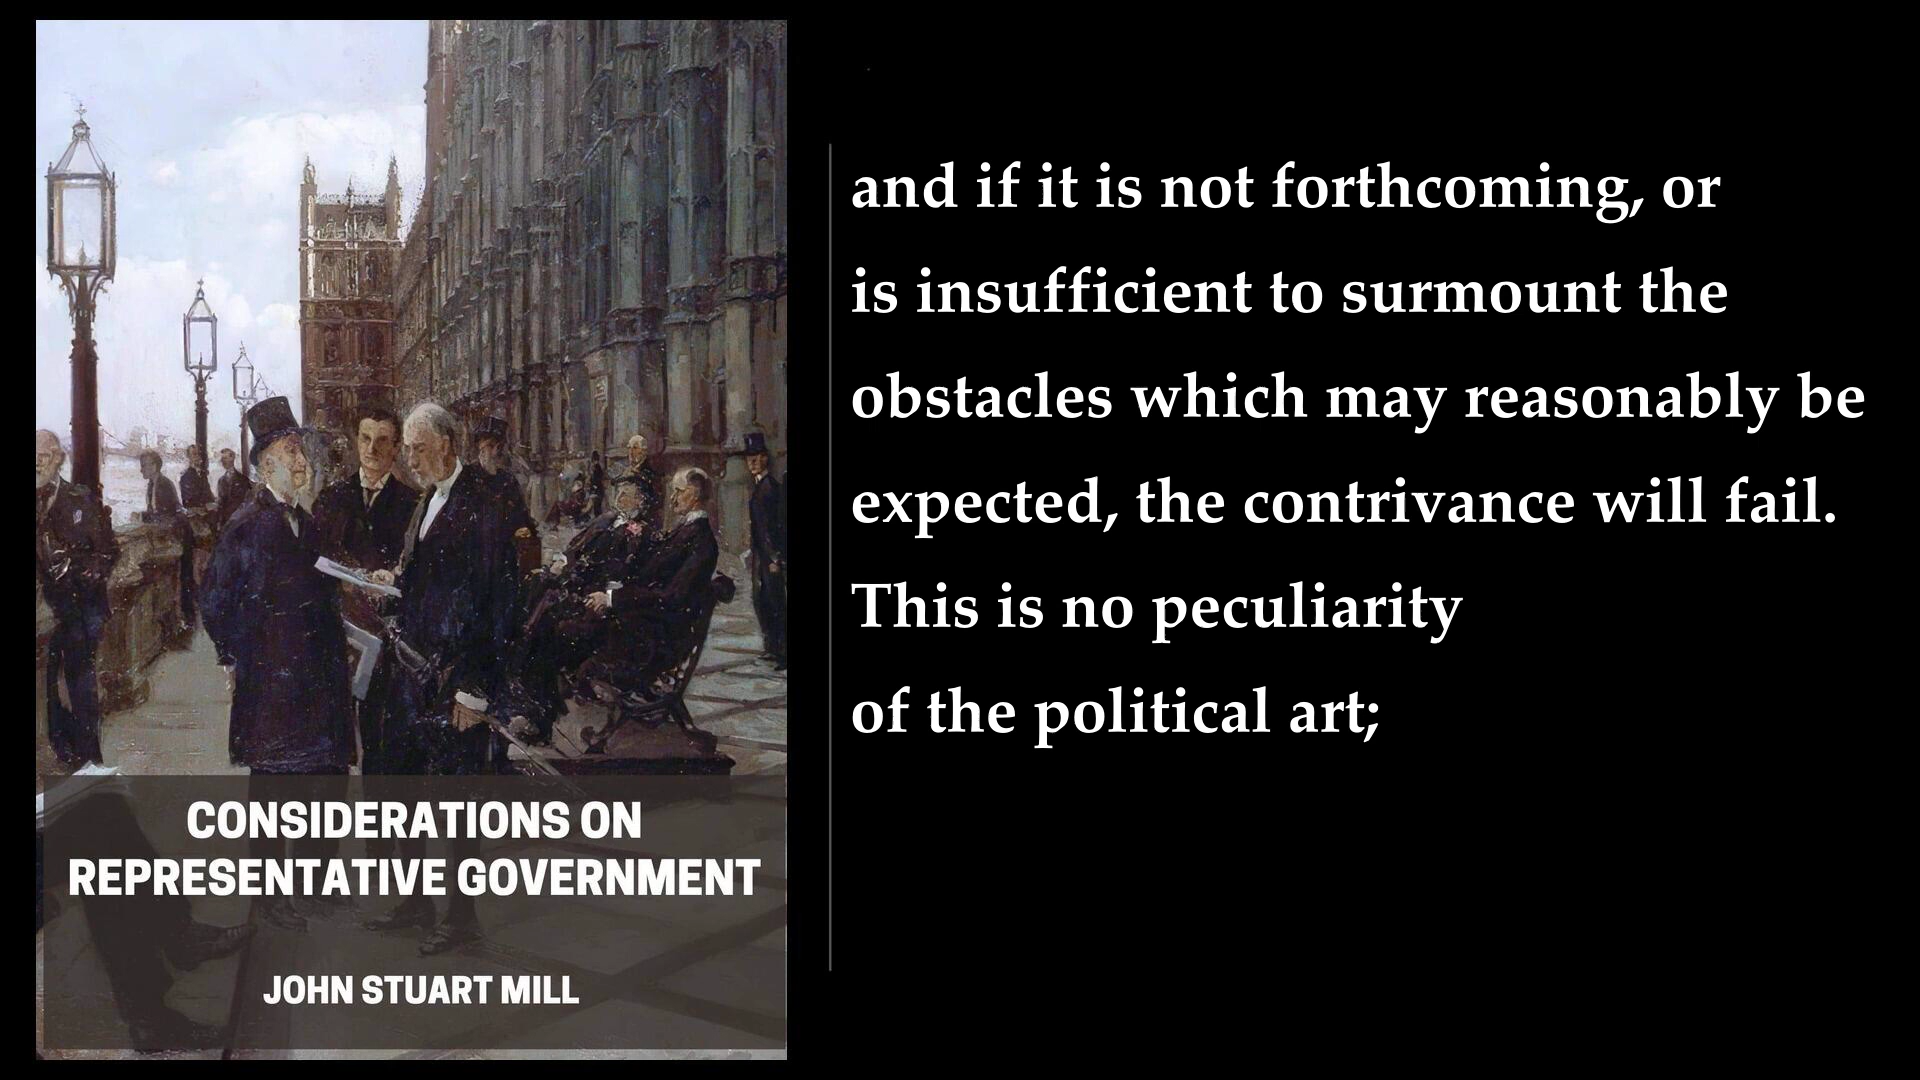 and if it is not forthcoming, or
is insufficient to surmount the
obstacles which may reasonably be
expected, the contrivance will fail.
This is no peculiarity
of the political art;
CONSIDERATIONS ON
REPRESENTATIVE GOVERNMENT
JOHN STUART MILL